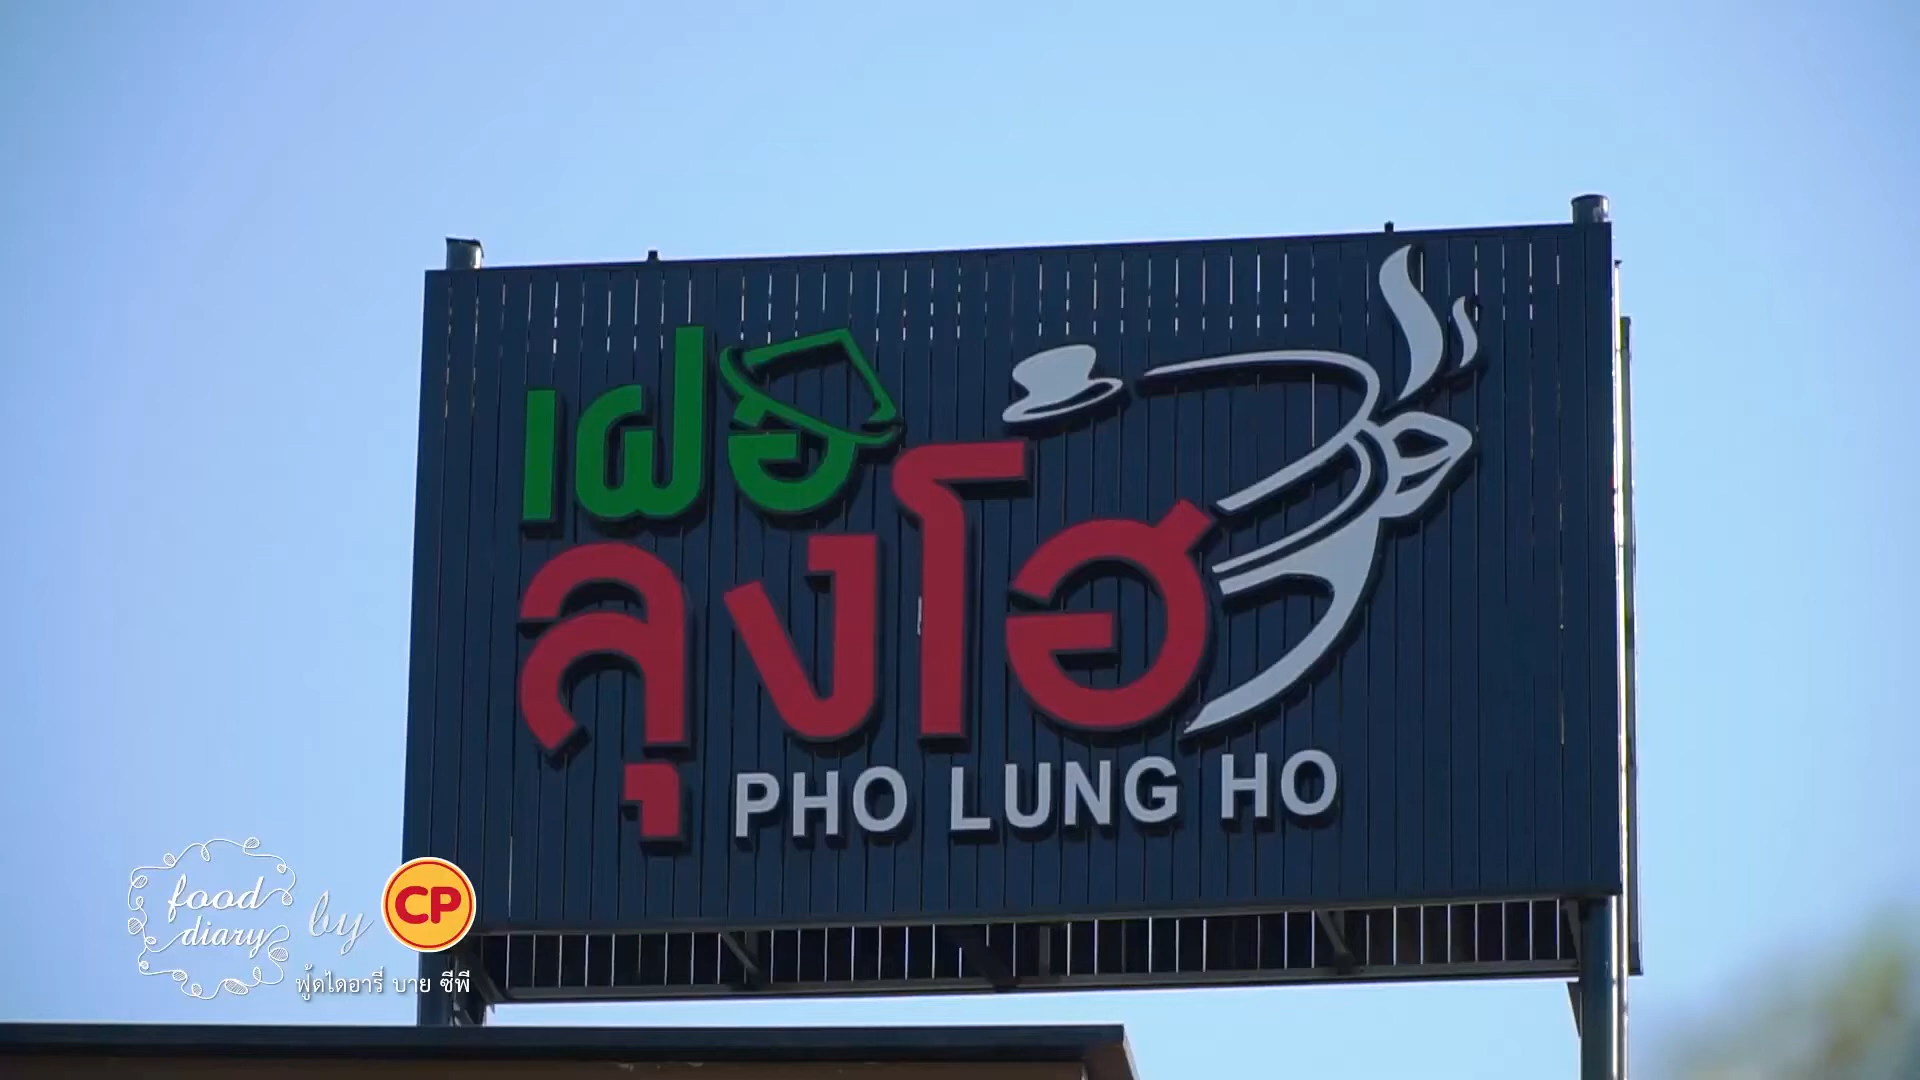 เฝอ
ลุงโฮ
PHO LUNG HO
food
diary by CP
ฟู้ดไดอารี่ บาย ซีพี